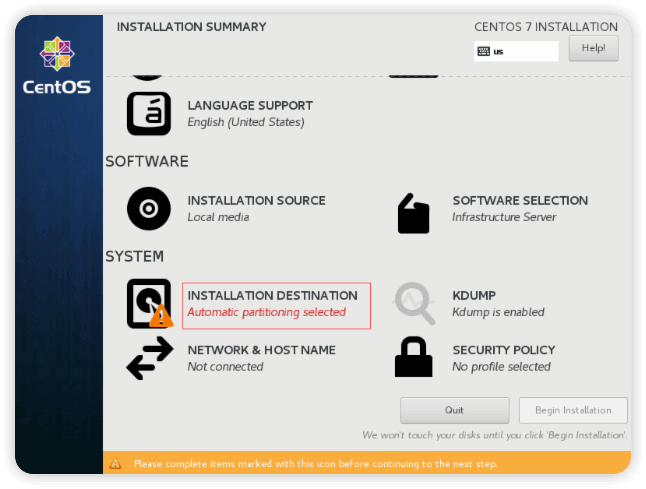 INSTALLATION SUMMARY
CENTOS 7 INSTALLATION
us
Help!
CentOS
LANGUAGE SUPPORT
English (United States)
SOFTWARE
INSTALLATION SOURCE
Local media
SOFTWARE SELECTION
Infrastructure Server
SYSTEM
INSTALLATION DESTINATION
Automatic partitioning selected
KDUMP
Kdump is enabled
NETWORK & HOST NAME
Not connected
SECURITY POLICY
No profile selected
Quit
Begin Installation
We won't touch your disks until you click 'Begin Installation'.
Please complete items marked with this icon before continuing to the next step.